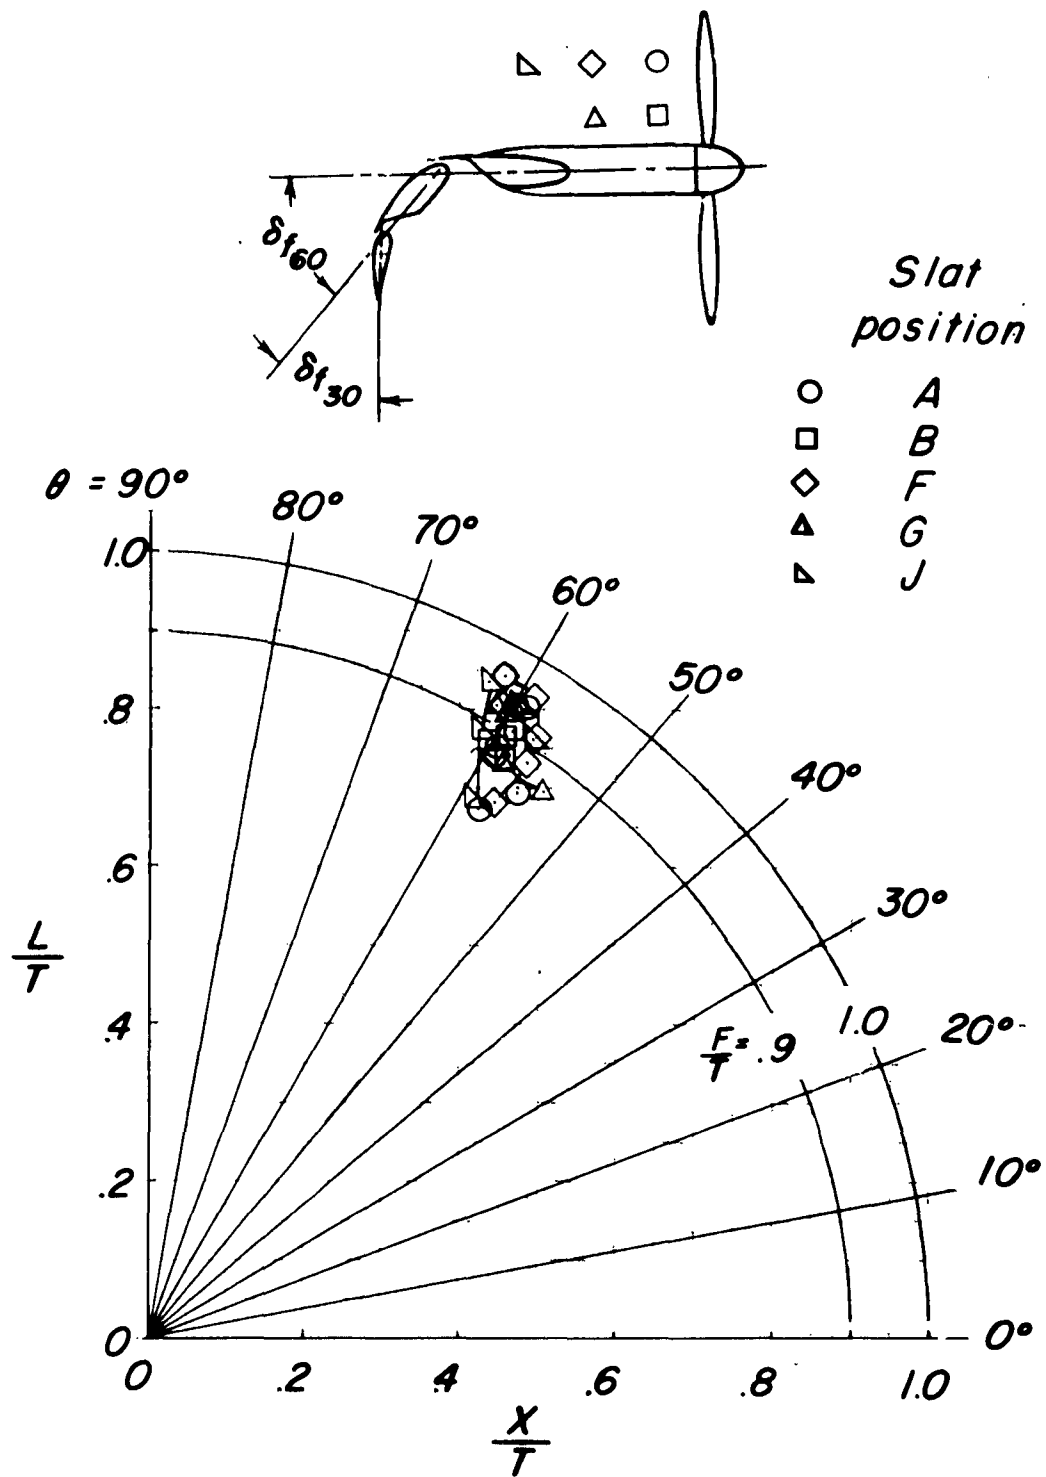 δf60
δf30
Slat
position
A
B
F
G
J
θ = 90°
80°
70°
60°
50°
40°
30°
20°
10°
0°
1.0
.8
.6
.4
.2
0
L
T
F
T = .9
1.0
0
.2
.4
.6
.8
1.0
X
T